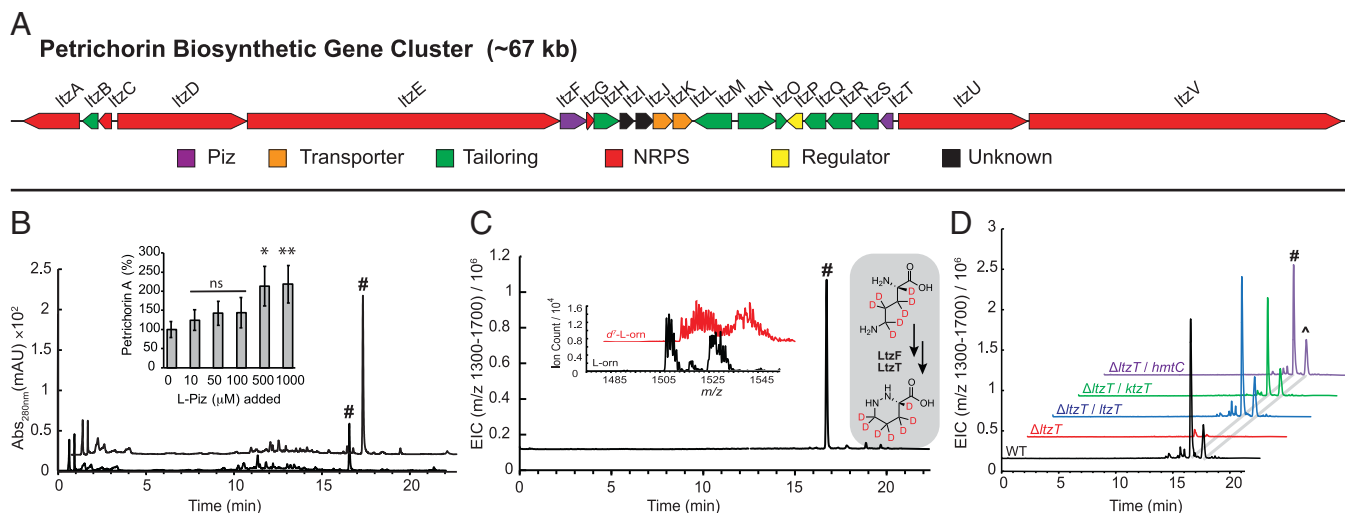 A
Petrichorin Biosynthetic Gene Cluster (~67 kb)
ltzA ltzB ltzC ltzD ltzE ltzF ltzG ltzH ltzI ltzJ ltzK ltzL ltzM ltzN ltzO ltzP ltzQ ltzR ltzS ltzT ltzU ltzV
Piz Transporter Tailoring NRPS Regulator Unknown
B
Abs280nm (mAU) ×10²
2.5
2
1.5
1
0.5
0
0 5 10 15 20
Time (min)
#
#
Petrichorin A (%)
300
250
200
150
100
50
0
ns
*
**
0 10 50 100 500 1000
L-Piz (μM) added
C
EIC (m/z 1300-1700) / 10⁶
1.2
1
0.8
0.6
0.4
0.2
0
0 5 10 15 20
Time (min)
#
Ion Count / 10⁴
1.6
1.2
0.8
0.4
0
d⁷-L-orn
L-orn
1485 1505 1525 1545
m/z
H₂N
O
OH
D
D
D
D
D
D
D
H₂N
LtzF
LtzT
H
N
H
N
O
OH
D
D
D
D
D
D
D
D
EIC (m/z 1300-1700) / 10⁶
3
2.5
2
1.5
1
0.5
0
0 5 10 15 20
Time (min)
#
^
ΔltzT / hmtC
ΔltzT / ktzT
ΔltzT / ltzT
ΔltzT
WT